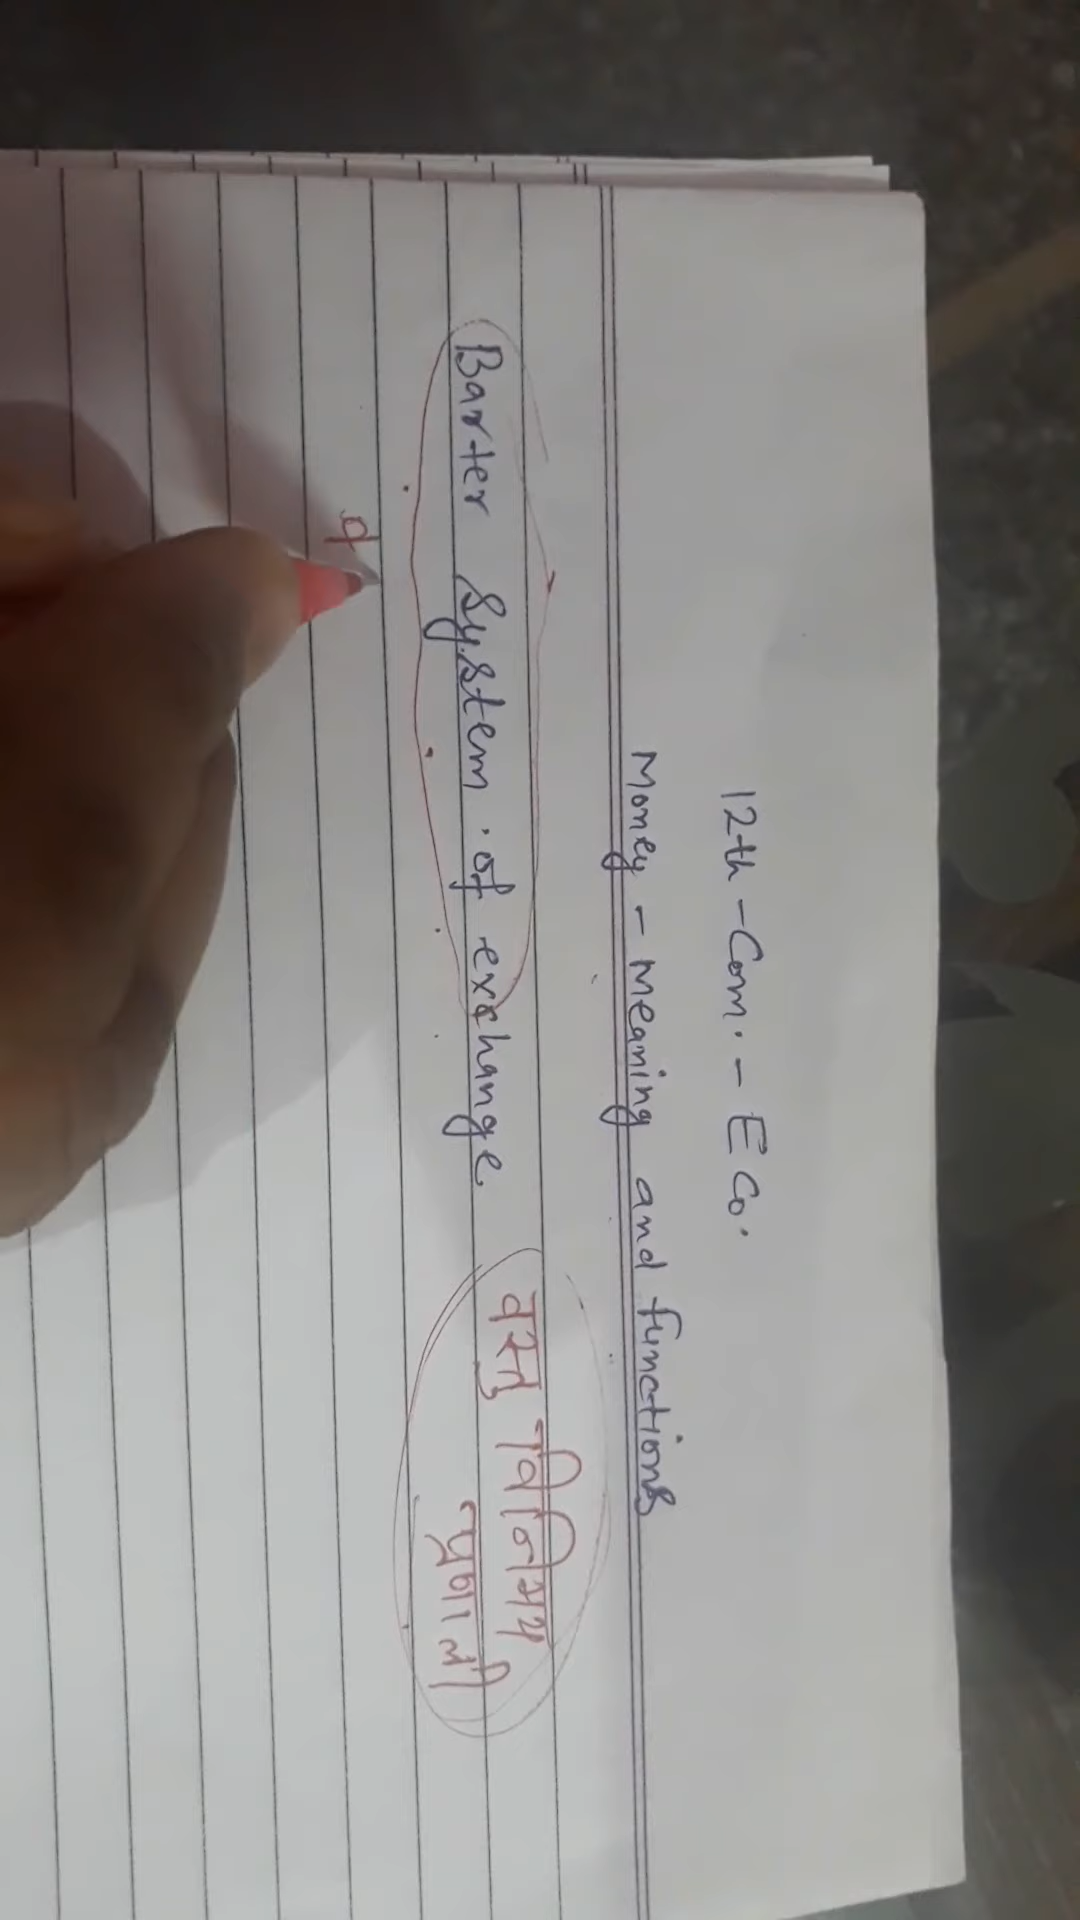 12th - Com. - Eco.
Money - Meaning and functions
Barter System of exchange वस्तु विनिमय
प्रणाली